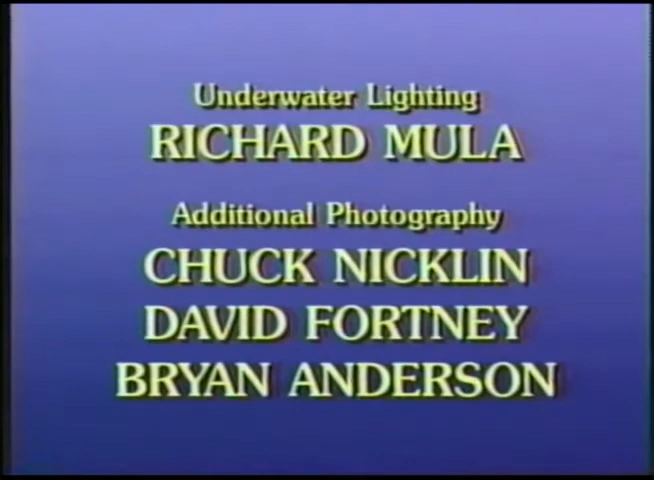 Underwater Lighting
RICHARD MULA
Additional Photography
CHUCK NICKLIN
DAVID FORTNEY
BRYAN ANDERSON